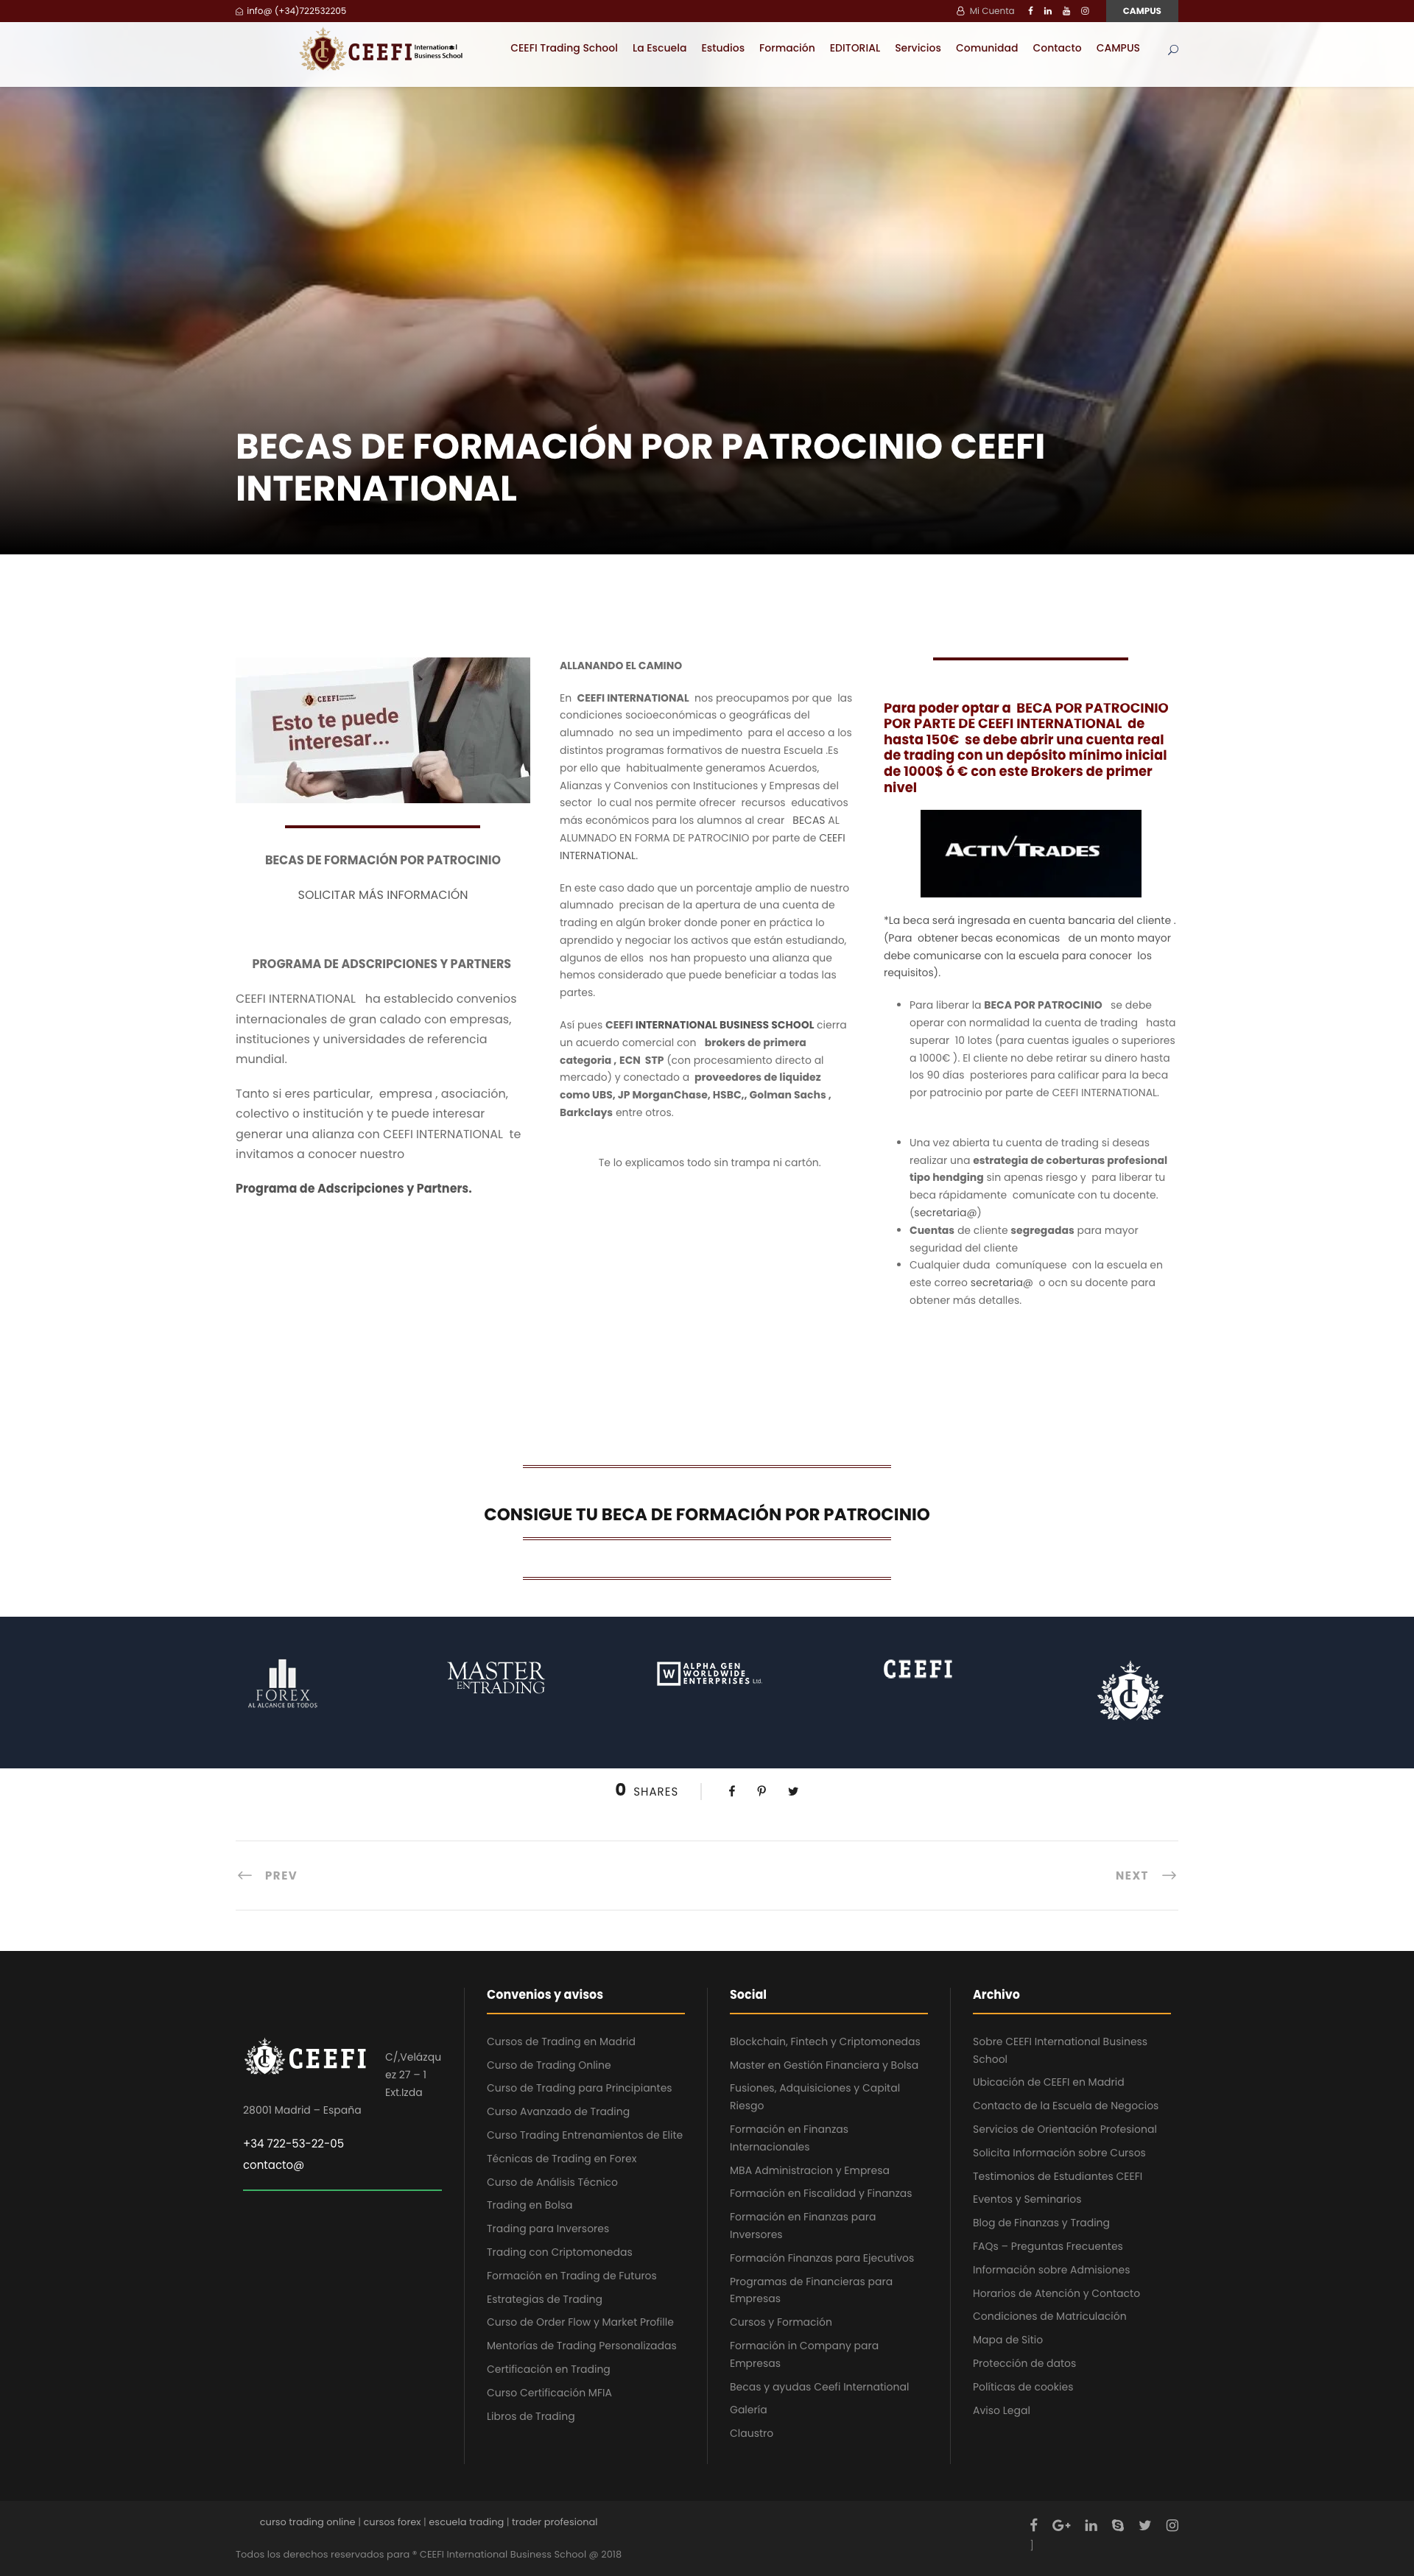 info@ (+34)722532205
Mi Cuenta
CAMPUS
CEEFI International Business School
CEEFI Trading School La Escuela Estudios Formación EDITORIAL Servicios Comunidad Contacto CAMPUS
BECAS DE FORMACIÓN POR PATROCINIO CEEFI
INTERNATIONAL
CEEFI
Esto te puede
interesar...
BECAS DE FORMACIÓN POR PATROCINIO
SOLICITAR MÁS INFORMACIÓN
PROGRAMA DE ADSCRIPCIONES Y PARTNERS
CEEFI INTERNATIONAL ha establecido convenios
internacionales de gran calado con empresas,
instituciones y universidades de referencia
mundial.
Tanto si eres particular, empresa , asociación,
colectivo o institución y te puede interesar
generar una alianza con CEEFI INTERNATIONAL te
invitamos a conocer nuestro
Programa de Adscripciones y Partners.
ALLANANDO EL CAMINO
En CEEFI INTERNATIONAL nos preocupamos por que las
condiciones socioeconómicas o geográficas del
alumnado no sea un impedimento para el acceso a los
distintos programas formativos de nuestra Escuela .Es
por ello que habitualmente generamos Acuerdos,
Alianzas y Convenios con Instituciones y Empresas del
sector lo cual nos permite ofrecer recursos educativos
más económicos para los alumnos al crear BECAS AL
ALUMNADO EN FORMA DE PATROCINIO por parte de CEEFI
INTERNATIONAL.
En este caso dado que un porcentaje amplio de nuestro
alumnado precisan de la apertura de una cuenta de
trading en algún broker donde poner en práctica lo
aprendido y negociar los activos que están estudiando,
algunos de ellos nos han propuesto una alianza que
hemos considerado que puede beneficiar a todas las
partes.
Así pues CEEFI INTERNATIONAL BUSINESS SCHOOL cierra
un acuerdo comercial con brokers de primera
categoria , ECN STP (con procesamiento directo al
mercado) y conectado a proveedores de liquidez
como UBS, JP MorganChase, HSBC,, Golman Sachs ,
Barkclays entre otros.
Te lo explicamos todo sin trampa ni cartón.
Para poder optar a BECA POR PATROCINIO
POR PARTE DE CEEFI INTERNATIONAL de
hasta 150€ se debe abrir una cuenta real
de trading con un depósito mínimo inicial
de 1000$ ó € con este Brokers de primer
nivel
ACTIVTRADES
*La beca será ingresada en cuenta bancaria del cliente .
(Para obtener becas economicas de un monto mayor
debe comunicarse con la escuela para conocer los
requisitos).
Para liberar la BECA POR PATROCINIO se debe
operar con normalidad la cuenta de trading hasta
superar 10 lotes (para cuentas iguales o superiores
a 1000€ ). El cliente no debe retirar su dinero hasta
los 90 dias posteriores para calificar para la beca
por patrocinio por parte de CEEFI INTERNATIONAL.
Una vez abierta tu cuenta de trading si deseas
realizar una estrategia de coberturas profesional
tipo hendging sin apenas riesgo y para liberar tu
beca rápidamente comunícate con tu docente.
(secretaria@)
Cuentas de cliente segregadas para mayor
seguridad del cliente
Cualquier duda comuníquese con la escuela en
este correo secretaria@ o ocn su docente para
obtener más detalles.
CONSIGUE TU BECA DE FORMACIÓN POR PATROCINIO
FOREX
AL ALCANCE DE TODOS
MASTER
EN TRADING
W ALPHA GEN
WORLDWIDE
ENTERPRISES Ltd.
CEEFI
0 SHARES
PREV
NEXT
CEEFI
C/,Velázqu
ez 27 – 1
Ext.Izda
28001 Madrid – España
+34 722-53-22-05
contacto@
Convenios y avisos
Cursos de Trading en Madrid
Curso de Trading Online
Curso de Trading para Principiantes
Curso Avanzado de Trading
Curso Trading Entrenamientos de Elite
Técnicas de Trading en Forex
Curso de Análisis Técnico
Trading en Bolsa
Trading para Inversores
Trading con Criptomonedas
Formación en Trading de Futuros
Estrategias de Trading
Curso de Order Flow y Market Profille
Mentorías de Trading Personalizadas
Certificación en Trading
Curso Certificación MFIA
Libros de Trading
Social
Blockchain, Fintech y Criptomonedas
Master en Gestión Financiera y Bolsa
Fusiones, Adquisiciones y Capital
Riesgo
Formación en Finanzas
Internacionales
MBA Administracion y Empresa
Formación en Fiscalidad y Finanzas
Formación en Finanzas para
Inversores
Formación Finanzas para Ejecutivos
Programas de Financieras para
Empresas
Cursos y Formación
Formación in Company para
Empresas
Becas y ayudas Ceefi International
Galería
Claustro
Archivo
Sobre CEEFI International Business
School
Ubicación de CEEFI en Madrid
Contacto de la Escuela de Negocios
Servicios de Orientación Profesional
Solicita Información sobre Cursos
Testimonios de Estudiantes CEEFI
Eventos y Seminarios
Blog de Finanzas y Trading
FAQs – Preguntas Frecuentes
Información sobre Admisiones
Horarios de Atención y Contacto
Condiciones de Matriculación
Mapa de Sitio
Protección de datos
Políticas de cookies
Aviso Legal
curso trading online | cursos forex | escuela trading | trader profesional
]
Todos los derechos reservados para ® CEEFI International Business School @ 2018